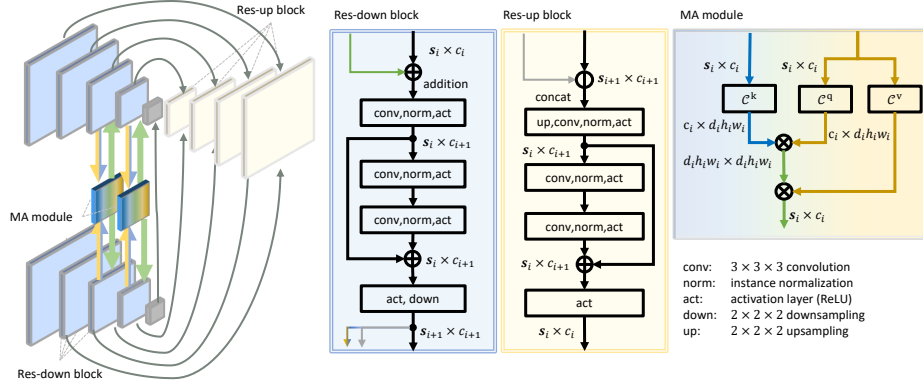 Res-up block
MA module
Res-down block
Res-down block
s_i × c_i
addition
conv,norm,act
s_i × c_{i+1}
conv,norm,act
conv,norm,act
s_i × c_{i+1}
act, down
s_{i+1} × c_{i+1}
Res-up block
s_{i+1} × c_{i+1}
concat
up,conv,norm,act
s_i × c_{i+1}
conv,norm,act
conv,norm,act
s_i × c_{i+1}
act
s_i × c_i
MA module
s_i × c_i s_i × c_i
C^k C^q C^v
c_i × d_i h_i w_i c_i × d_i h_i w_i
d_i h_i w_i × d_i h_i w_i
s_i × c_i
conv: 3 × 3 × 3 convolution
norm: instance normalization
act: activation layer (ReLU)
down: 2 × 2 × 2 downsampling
up: 2 × 2 × 2 upsampling